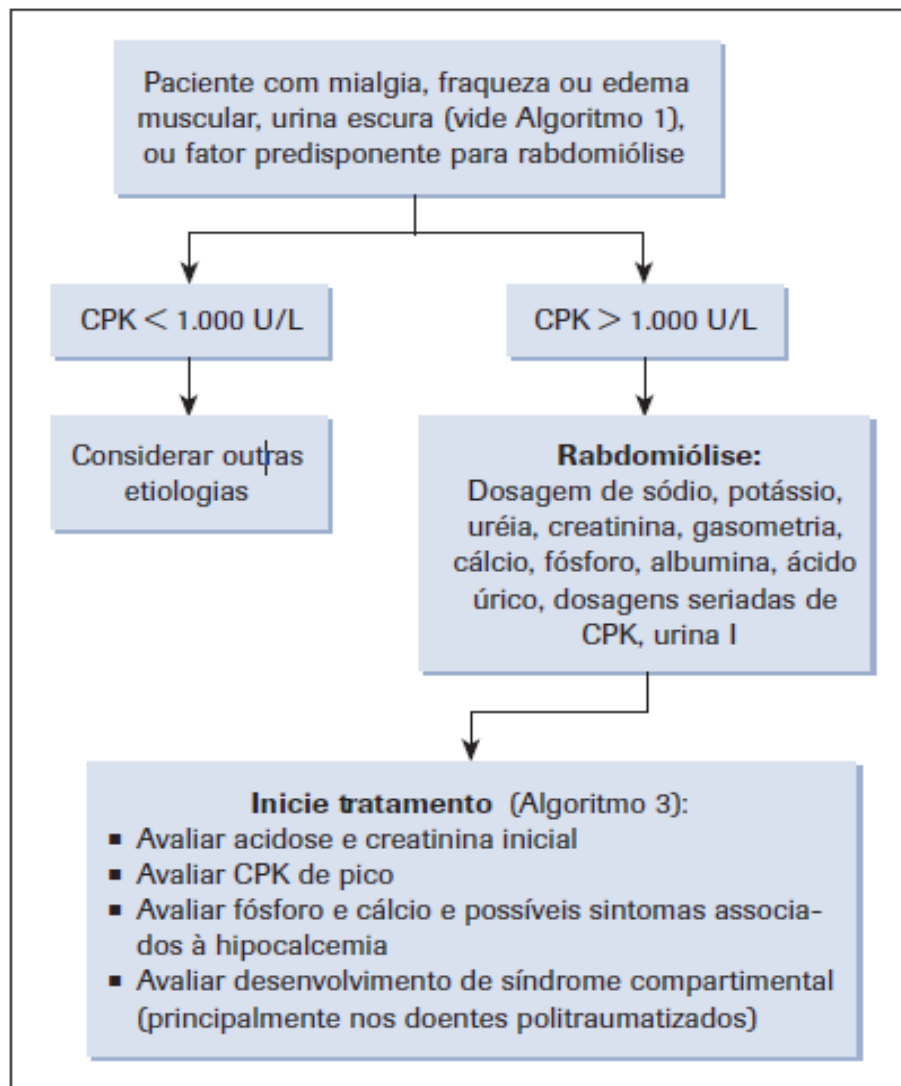 Paciente com mialgia, fraqueza ou edema
muscular, urina escura (vide Algoritmo 1),
ou fator predisponente para rabdomiólise
CPK < 1.000 U/L
CPK > 1.000 U/L
Considerar outras
etiologias
Rabdomiólise:
Dosagem de sódio, potássio,
uréia, creatinina, gasometria,
cálcio, fósforo, albumina, ácido
úrico, dosagens seriadas de
CPK, urina I
Inicie tratamento (Algoritmo 3):
▪ Avaliar acidose e creatinina inicial
▪ Avaliar CPK de pico
▪ Avaliar fósforo e cálcio e possíveis sintomas associa-
dos à hipocalcemia
▪ Avaliar desenvolvimento de síndrome compartimental
(principalmente nos doentes politraumatizados)